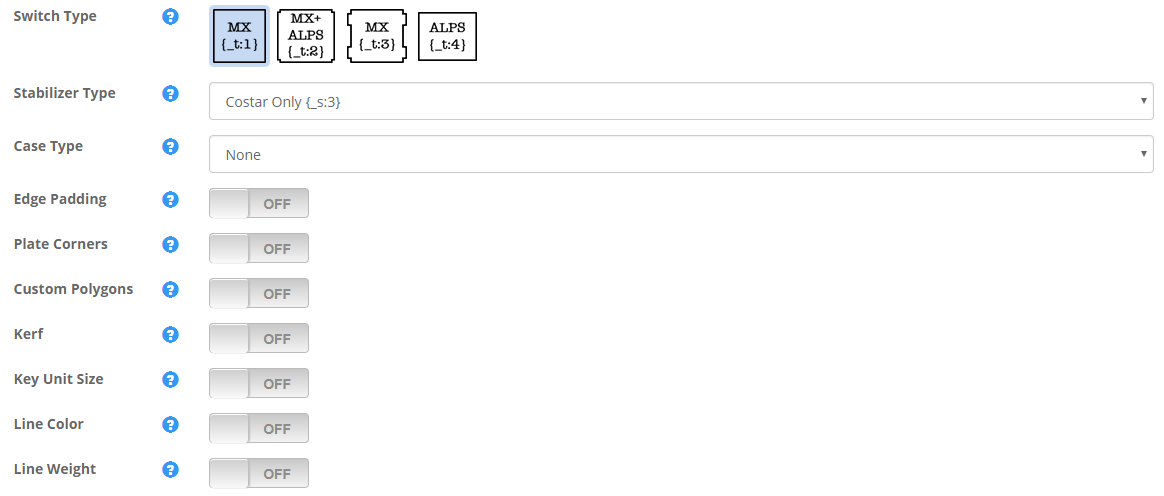 Switch Type
MX {_t:1}
MX+ ALPS {_t:2}
MX {_t:3}
ALPS {_t:4}
Stabilizer Type
Costar Only {_s:3}
Case Type
None
Edge Padding
OFF
Plate Corners
OFF
Custom Polygons
OFF
Kerf
OFF
Key Unit Size
OFF
Line Color
OFF
Line Weight
OFF